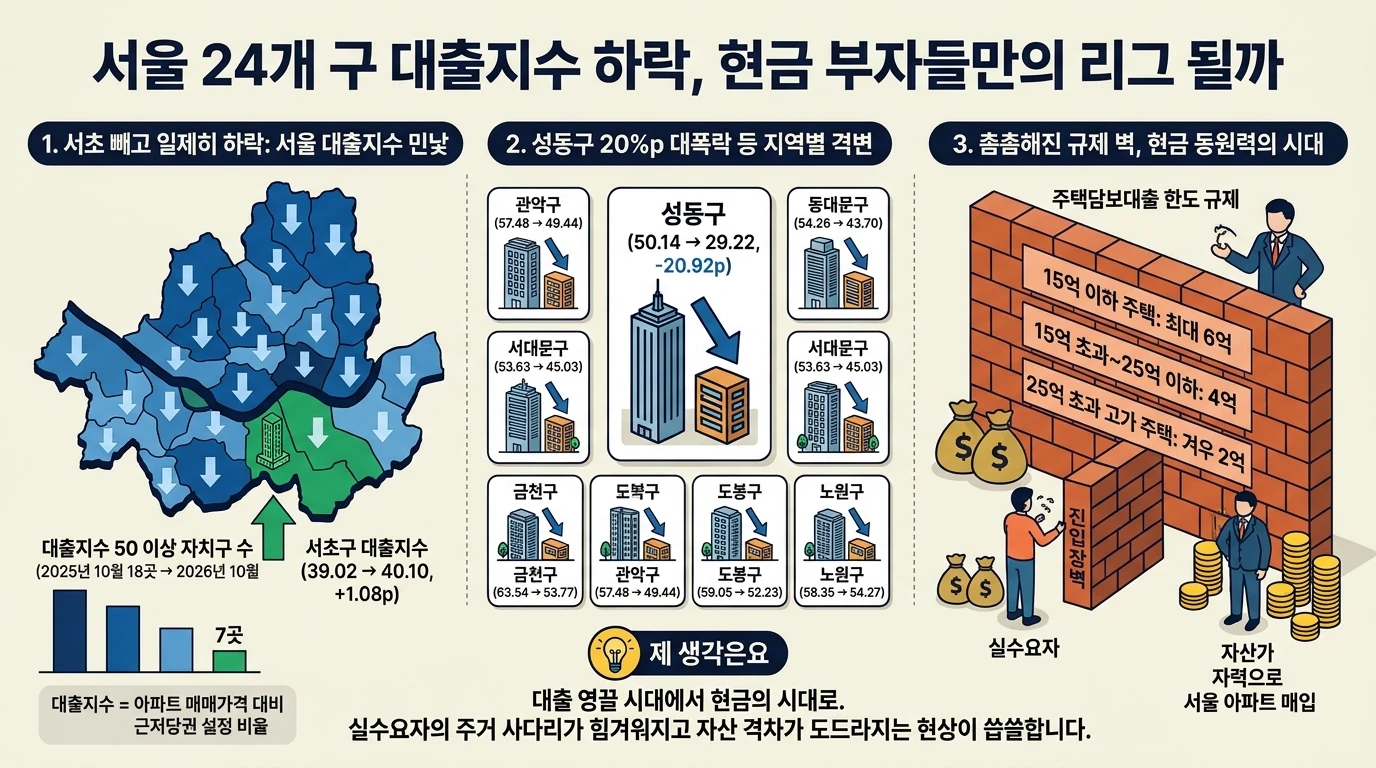 서울 24개 구 대출지수 하락, 현금 부자들만의 리그 될까
1. 서초 빼고 일제히 하락: 서울 대출지수 민낯
대출지수 50 이상 자치구 수
(2025년 10월 18곳 → 2026년 10월
서초구 대출지수
(39.02 → 40.10,
+1.08p)
7곳
대출지수 = 아파트 매매가격 대비
근저당권 설정 비율
2. 성동구 20%p 대폭락 등 지역별 격변
관악구
(57.48 → 49.44)
성동구
(50.14 → 29.22,
-20.92p)
동대문구
(54.26 → 43.70)
서대문구
(53.63 → 45.03)
서대문구
(53.63 → 45.03)
금천구
금천구
(63.54 → 53.77)
도복구
관악구
(57.48 → 49.44)
도봉구
도봉구
(59.05 → 52.23)
노원구
노원구
(58.35 → 54.27)
3. 촘촘해진 규제 벽, 현금 동원력의 시대
주택담보대출 한도 규제
15억 이하 주택: 최대 6억
15억 초과~25억 이하: 4억
25억 초과 고가 주택: 겨우 2억
$
$
진입장벽
$
$
실수요자
자산가
자력으로
서울 아파트 매입
제 생각은요
대출 영끌 시대에서 현금의 시대로.
실수요자의 주거 사다리가 힘겨워지고 자산 격차가 도드라지는 현상이 씁쓸합니다.